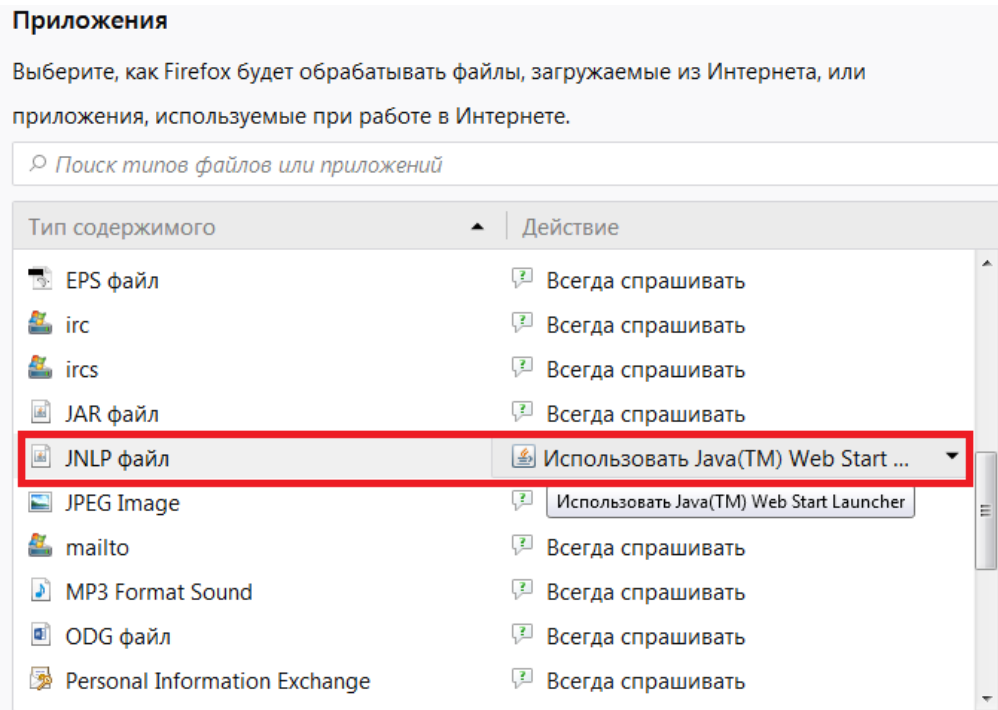 Приложения
Выберите, как Firefox будет обрабатывать файлы, загружаемые из Интернета, или
приложения, используемые при работе в Интернете.
Поиск типов файлов или приложений
Тип содержимого Действие
EPS файл Всегда спрашивать
irc Всегда спрашивать
ircs Всегда спрашивать
JAR файл Всегда спрашивать
JNLP файл Использовать Java(TM) Web Start ...
JPEG Image Использовать Java(TM) Web Start Launcher
mailto Всегда спрашивать
MP3 Format Sound Всегда спрашивать
ODG файл Всегда спрашивать
Personal Information Exchange Всегда спрашивать